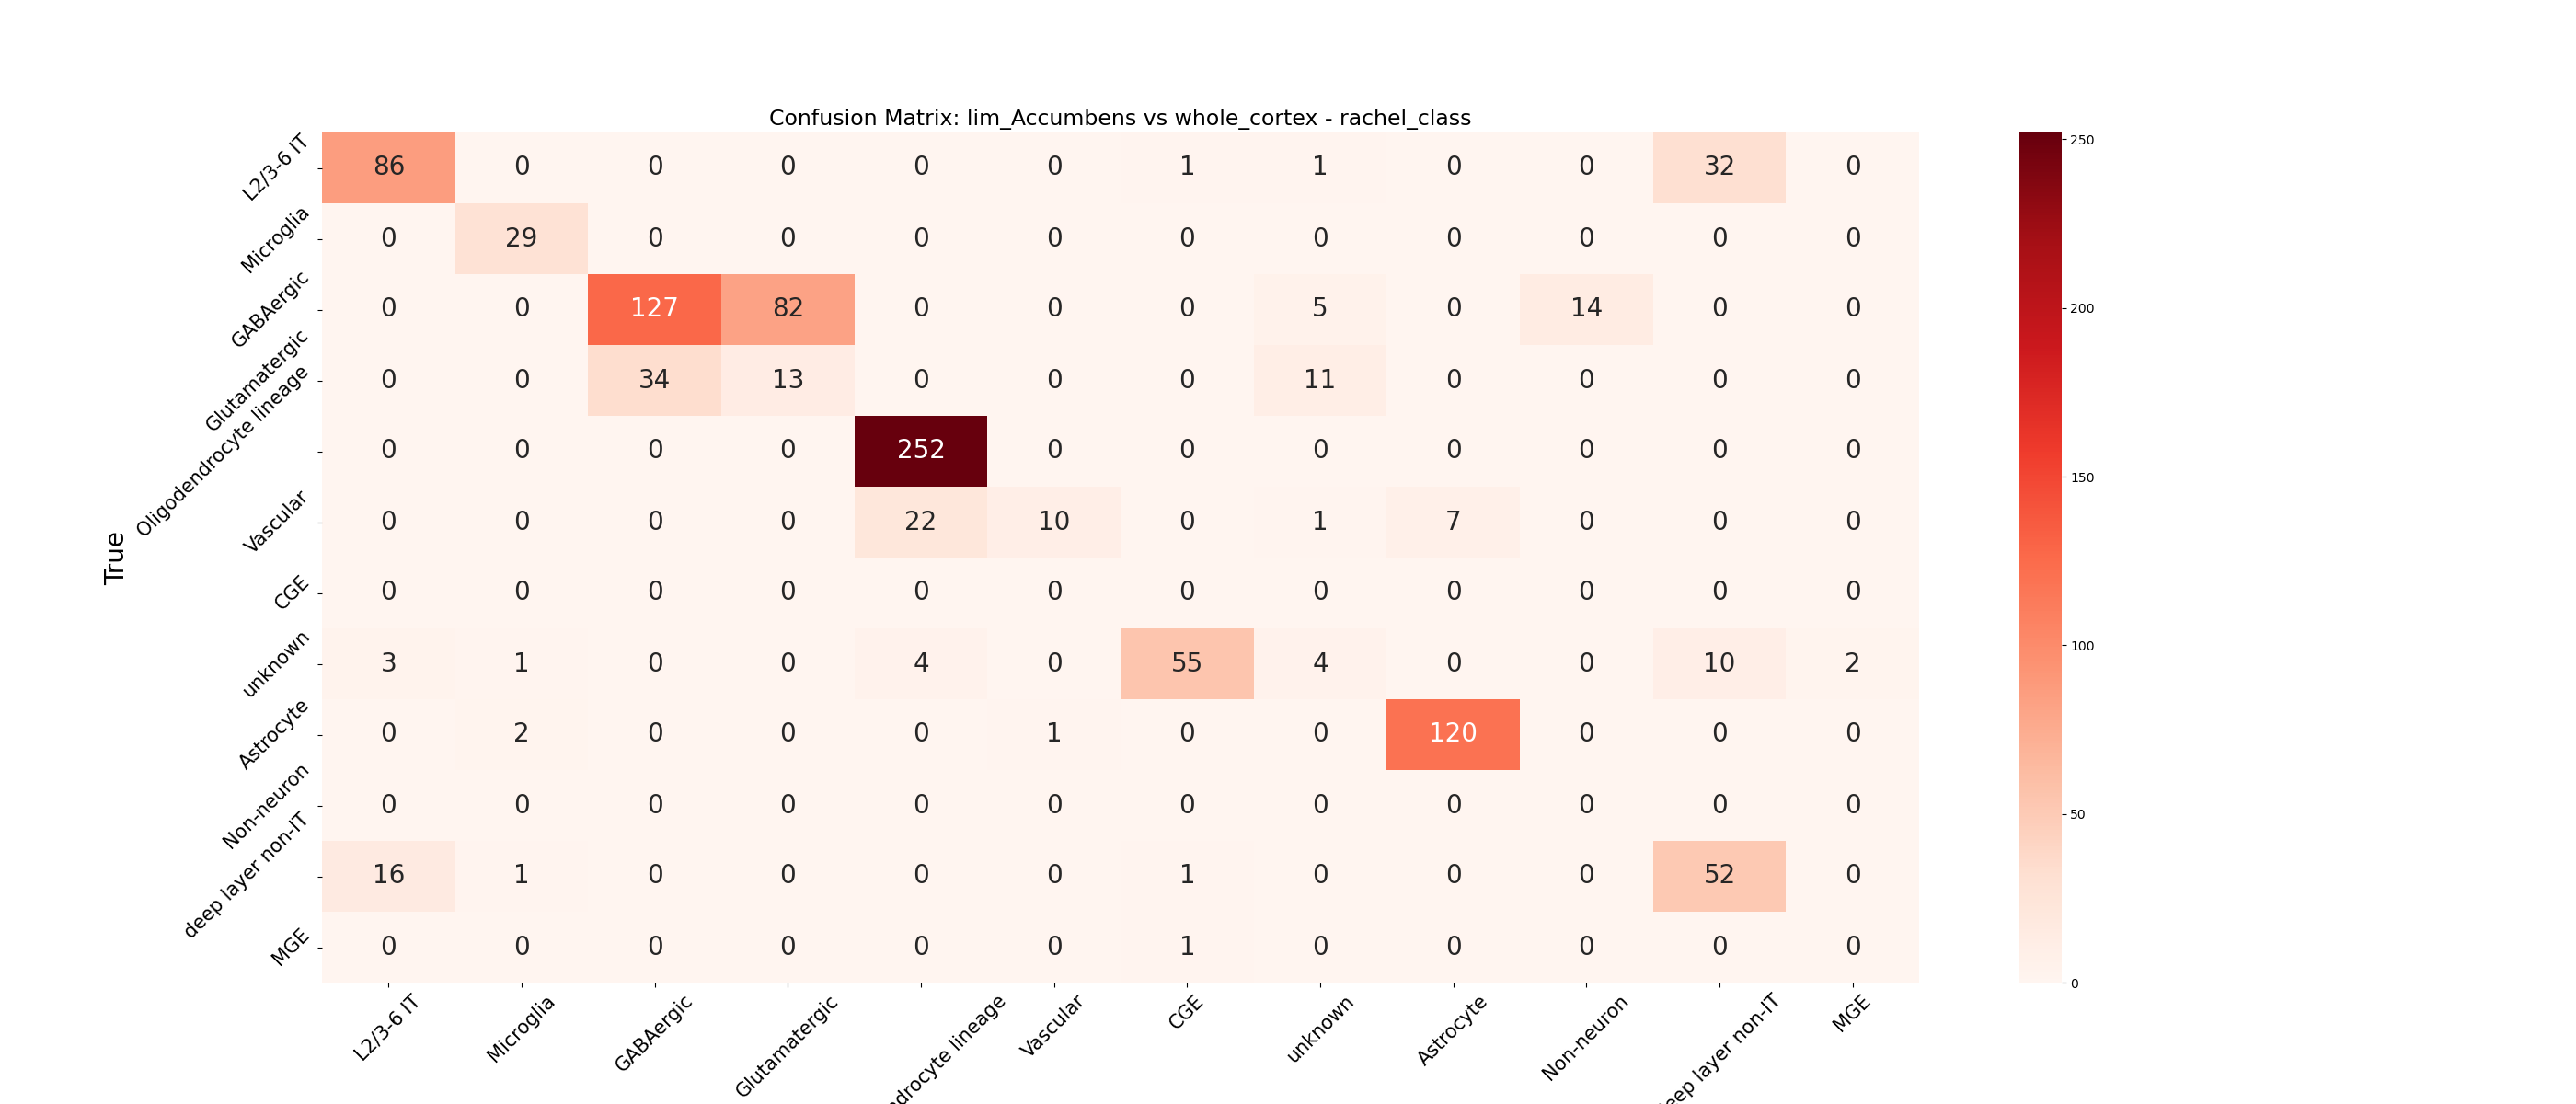 Confusion Matrix: lim_Accumbens vs whole_cortex - rachel_class
True
L2/3-6 IT 86 0 0 0 0 0 1 1 0 0 32 0
Microglia 0 29 0 0 0 0 0 0 0 0 0 0
GABAergic 0 0 127 82 0 0 0 5 0 14 0 0
Glutamatergic 0 0 34 13 0 0 0 11 0 0 0 0
Oligodendrocyte lineage 0 0 0 0 252 0 0 0 0 0 0 0
Vascular 0 0 0 0 22 10 0 1 7 0 0 0
CGE 0 0 0 0 0 0 0 0 0 0 0 0
unknown 3 1 0 0 4 0 55 4 0 0 10 2
Astrocyte 0 2 0 0 0 1 0 0 120 0 0 0
Non-neuron 0 0 0 0 0 0 0 0 0 0 0 0
deep layer non-IT 16 1 0 0 0 0 1 0 0 0 52 0
MGE 0 0 0 0 0 0 1 0 0 0 0 0
L2/3-6 IT
Microglia
GABAergic
Glutamatergic
ndrocyte lineage
Vascular
CGE
unknown
Astrocyte
Non-neuron
eep layer non-IT
MGE
250
200
150
100
50
0